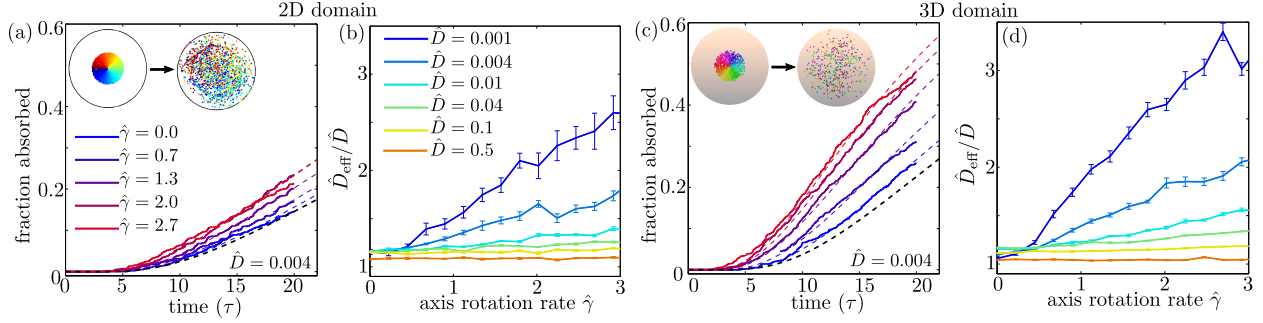 2D domain
3D domain
(a)
0.6
0.4
0.2
0
fraction absorbed
γ̂ = 0.0
γ̂ = 0.7
γ̂ = 1.3
γ̂ = 2.0
γ̂ = 2.7
D̂ = 0.004
0 5 10 15 20
time (τ)
(b)
3
2
1
D̂eff/D̂
D̂ = 0.001
D̂ = 0.004
D̂ = 0.01
D̂ = 0.04
D̂ = 0.1
D̂ = 0.5
0 1 2 3
axis rotation rate γ̂
(c)
0.6
0.4
0.2
0
fraction absorbed
D̂ = 0.004
0 5 10 15 20
time (τ)
(d)
3
2
1
D̂eff/D̂
0 1 2 3
axis rotation rate γ̂